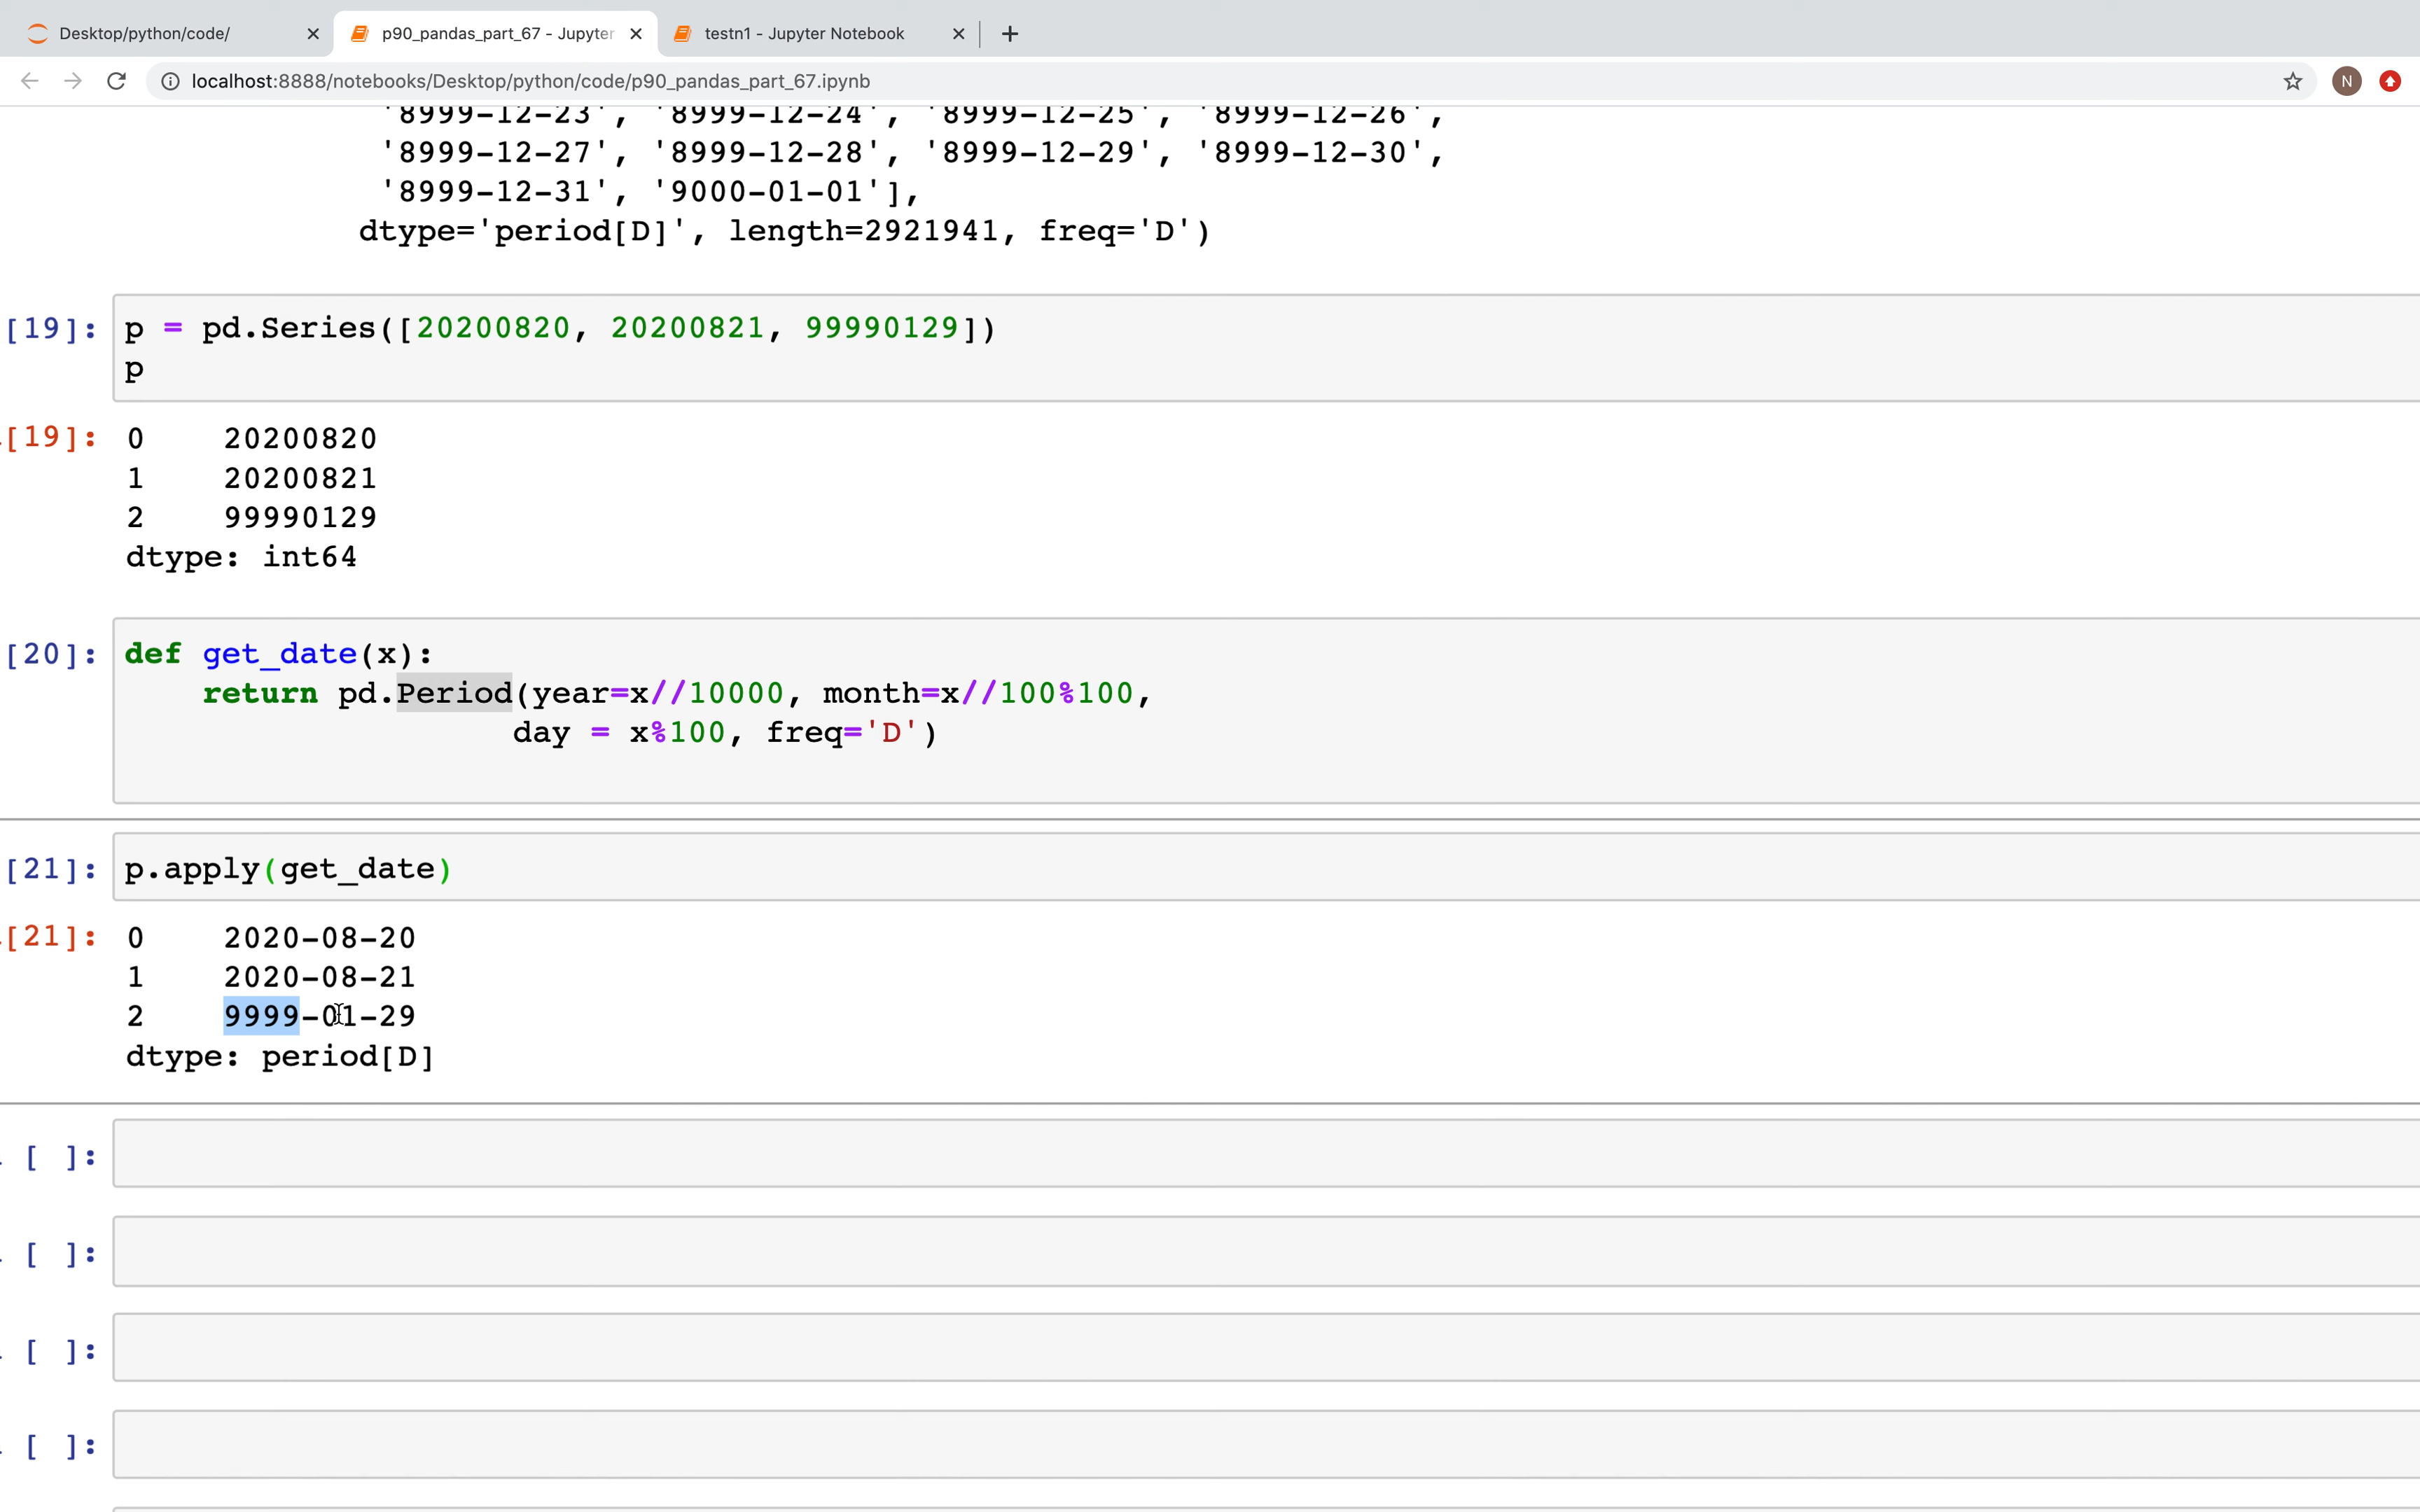 Desktop/python/code/
p90_pandas_part_67 - Jupyter
testn1 - Jupyter Notebook
localhost:8888/notebooks/Desktop/python/code/p90_pandas_part_67.ipynb
N
'8999-12-23', '8999-12-24', '8999-12-25', '8999-12-26',
'8999-12-27', '8999-12-28', '8999-12-29', '8999-12-30',
'8999-12-31', '9000-01-01'],
dtype='period[D]', length=2921941, freq='D')
[19]: p = pd.Series([20200820, 20200821, 99990129])
p
[19]: 0 20200820
1 20200821
2 99990129
dtype: int64
[20]: def get_date(x):
return pd.Period(year=x//10000, month=x//100%100,
day = x%100, freq='D')
[21]: p.apply(get_date)
[21]: 0 2020-08-20
1 2020-08-21
2 9999-01-29
dtype: period[D]
[ ]:
[ ]:
[ ]:
[ ]: